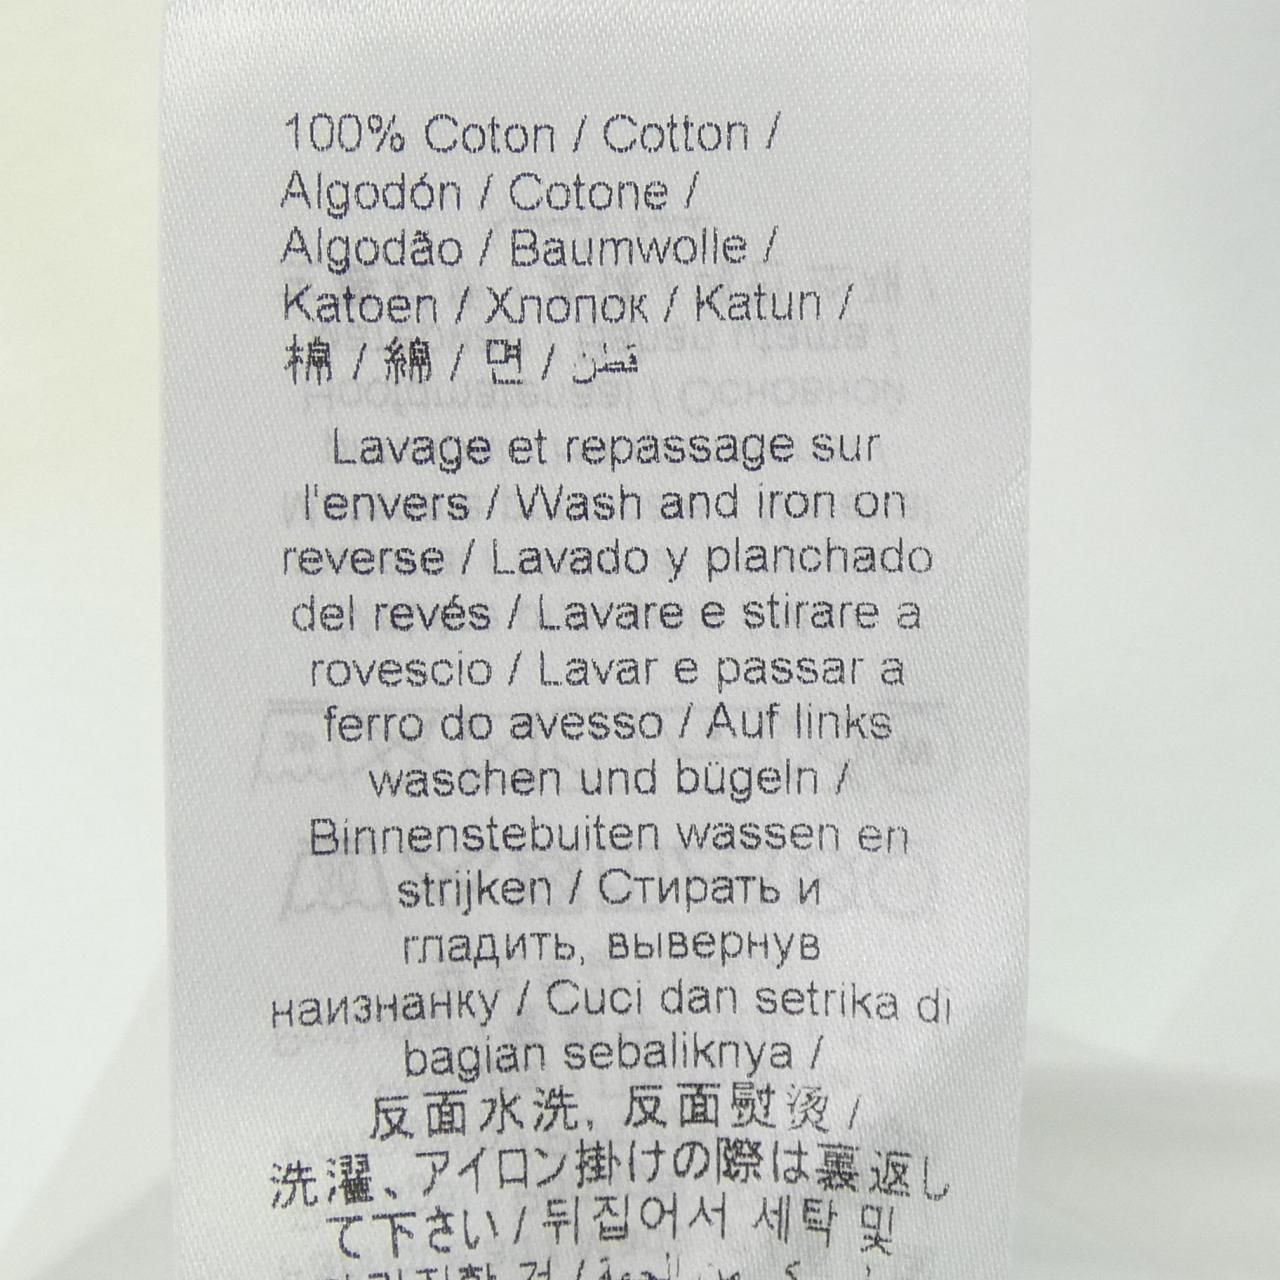 100% Coton / Cotton /
Algodón / Cotone /
Algodão / Baumwolle /
Katoen / Хлопок / Katun /
棉 / 綿 / 면 / قطن
Lavage et repassage sur
l'envers / Wash and iron on
reverse / Lavado y planchado
del revés / Lavare e stirare a
rovescio / Lavar e passar a
ferro do avesso / Auf links
waschen und bügeln /
Binnenstebuiten wassen en
strijken / Стирать и
гладить, вывернув
наизнанку / Cuci dan setrika di
bagian sebaliknya /
反面水洗, 反面熨烫 /
洗濯、アイロン掛けの際は裏返し
て下さい / 뒤집어서 세탁 및